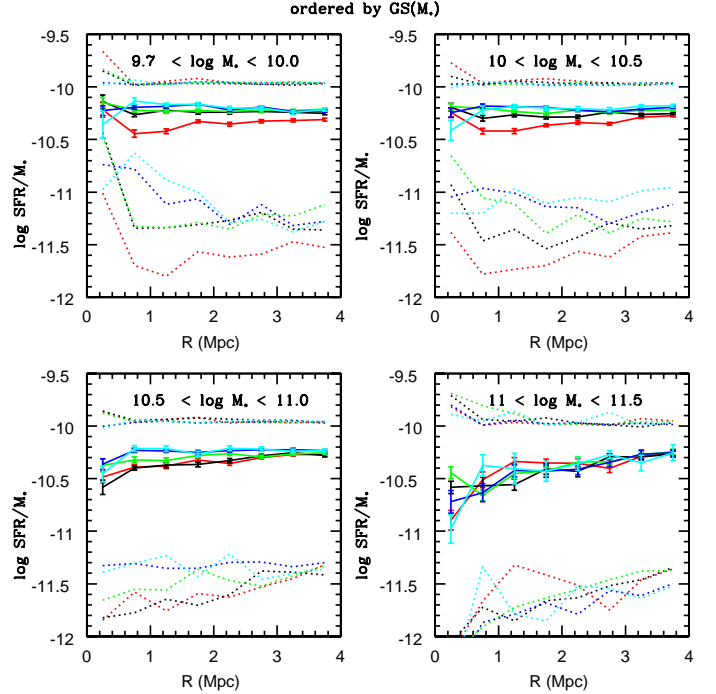 ordered by GS(M*)
9.7 < log M* < 10.0
10 < log M* < 10.5
-9.5
-10
-10.5
-11
-11.5
-12
log SFR/M*
0 1 2 3 4
R (Mpc)
-9.5
-10
-10.5
-11
-11.5
-12
log SFR/M*
0 1 2 3 4
R (Mpc)
10.5 < log M* < 11.0
11 < log M* < 11.5
-9.5
-10
-10.5
-11
-11.5
-12
log SFR/M*
0 1 2 3 4
R (Mpc)
-9.5
-10
-10.5
-11
-11.5
-12
log SFR/M*
0 1 2 3 4
R (Mpc)